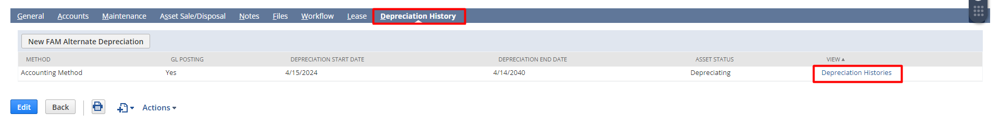 General Accounts Maintenance Asset Sale/Disposal Notes Files Workflow Lease Depreciation History
New FAM Alternate Depreciation
METHOD GL POSTING DEPRECIATION START DATE DEPRECIATION END DATE ASSET STATUS VIEW ▲
Accounting Method Yes 4/15/2024 4/14/2040 Depreciating Depreciation Histories
Edit Back Actions